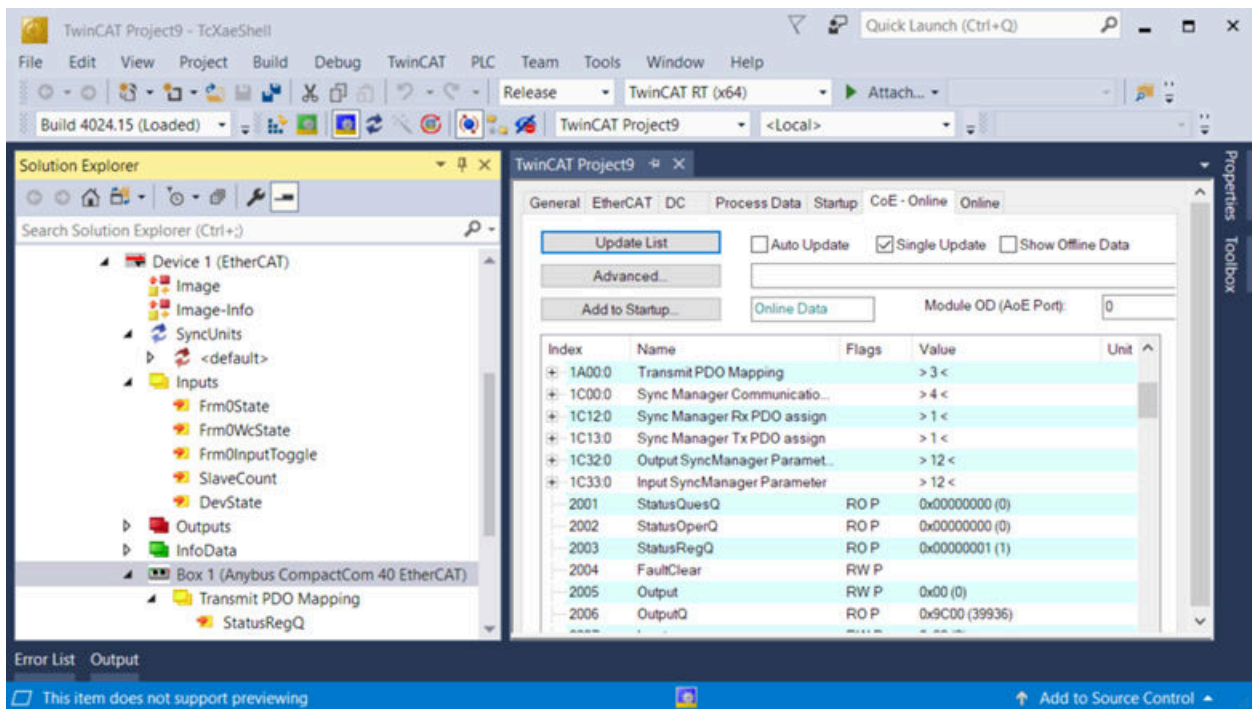 TwinCAT Project9 - TcXaeShell
Quick Launch (Ctrl+Q)
File Edit View Project Build Debug TwinCAT PLC Team Tools Window Help
Release TwinCAT RT (x64) Attach...
Build 4024.15 (Loaded) TwinCAT Project9 <Local>
Solution Explorer
Search Solution Explorer (Ctrl+;)
Device 1 (EtherCAT)
Image
Image-Info
SyncUnits
<default>
Inputs
Frm0State
Frm0WcState
Frm0InputToggle
SlaveCount
DevState
Outputs
InfoData
Box 1 (Anybus CompactCom 40 EtherCAT)
Transmit PDO Mapping
StatusRegQ
TwinCAT Project9
General EtherCAT DC Process Data Startup CoE - Online Online
Update List Auto Update Single Update Show Offline Data
Advanced...
Add to Startup... Online Data Module OD (AoE Port): 0
Index Name Flags Value Unit
1A00:0 Transmit PDO Mapping > 3 <
1C00:0 Sync Manager Communicatio... > 4 <
1C12:0 Sync Manager Rx PDO assign > 1 <
1C13:0 Sync Manager Tx PDO assign > 1 <
1C32:0 Output SyncManager Paramet... > 12 <
1C33:0 Input SyncManager Parameter > 12 <
2001 StatusQuesQ RO P 0x00000000 (0)
2002 StatusOperQ RO P 0x00000000 (0)
2003 StatusRegQ RO P 0x00000001 (1)
2004 FaultClear RW P
2005 Output RW P 0x00 (0)
2006 OutputQ RO P 0x9C00 (39936)
Properties
Toolbox
Error List Output
This item does not support previewing
Add to Source Control